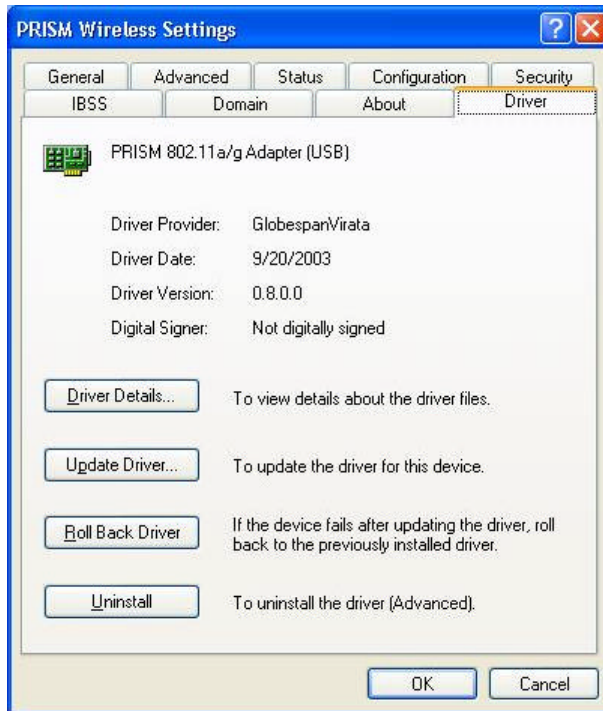 PRISM Wireless Settings
General Advanced Status Configuration Security
IBSS Domain About Driver
PRISM 802.11a/g Adapter (USB)
Driver Provider: GlobespanVirata
Driver Date: 9/20/2003
Driver Version: 0.8.0.0
Digital Signer: Not digitally signed
Driver Details... To view details about the driver files.
Update Driver... To update the driver for this device.
Roll Back Driver If the device fails after updating the driver, roll
back to the previously installed driver.
Uninstall To uninstall the driver (Advanced).
OK Cancel